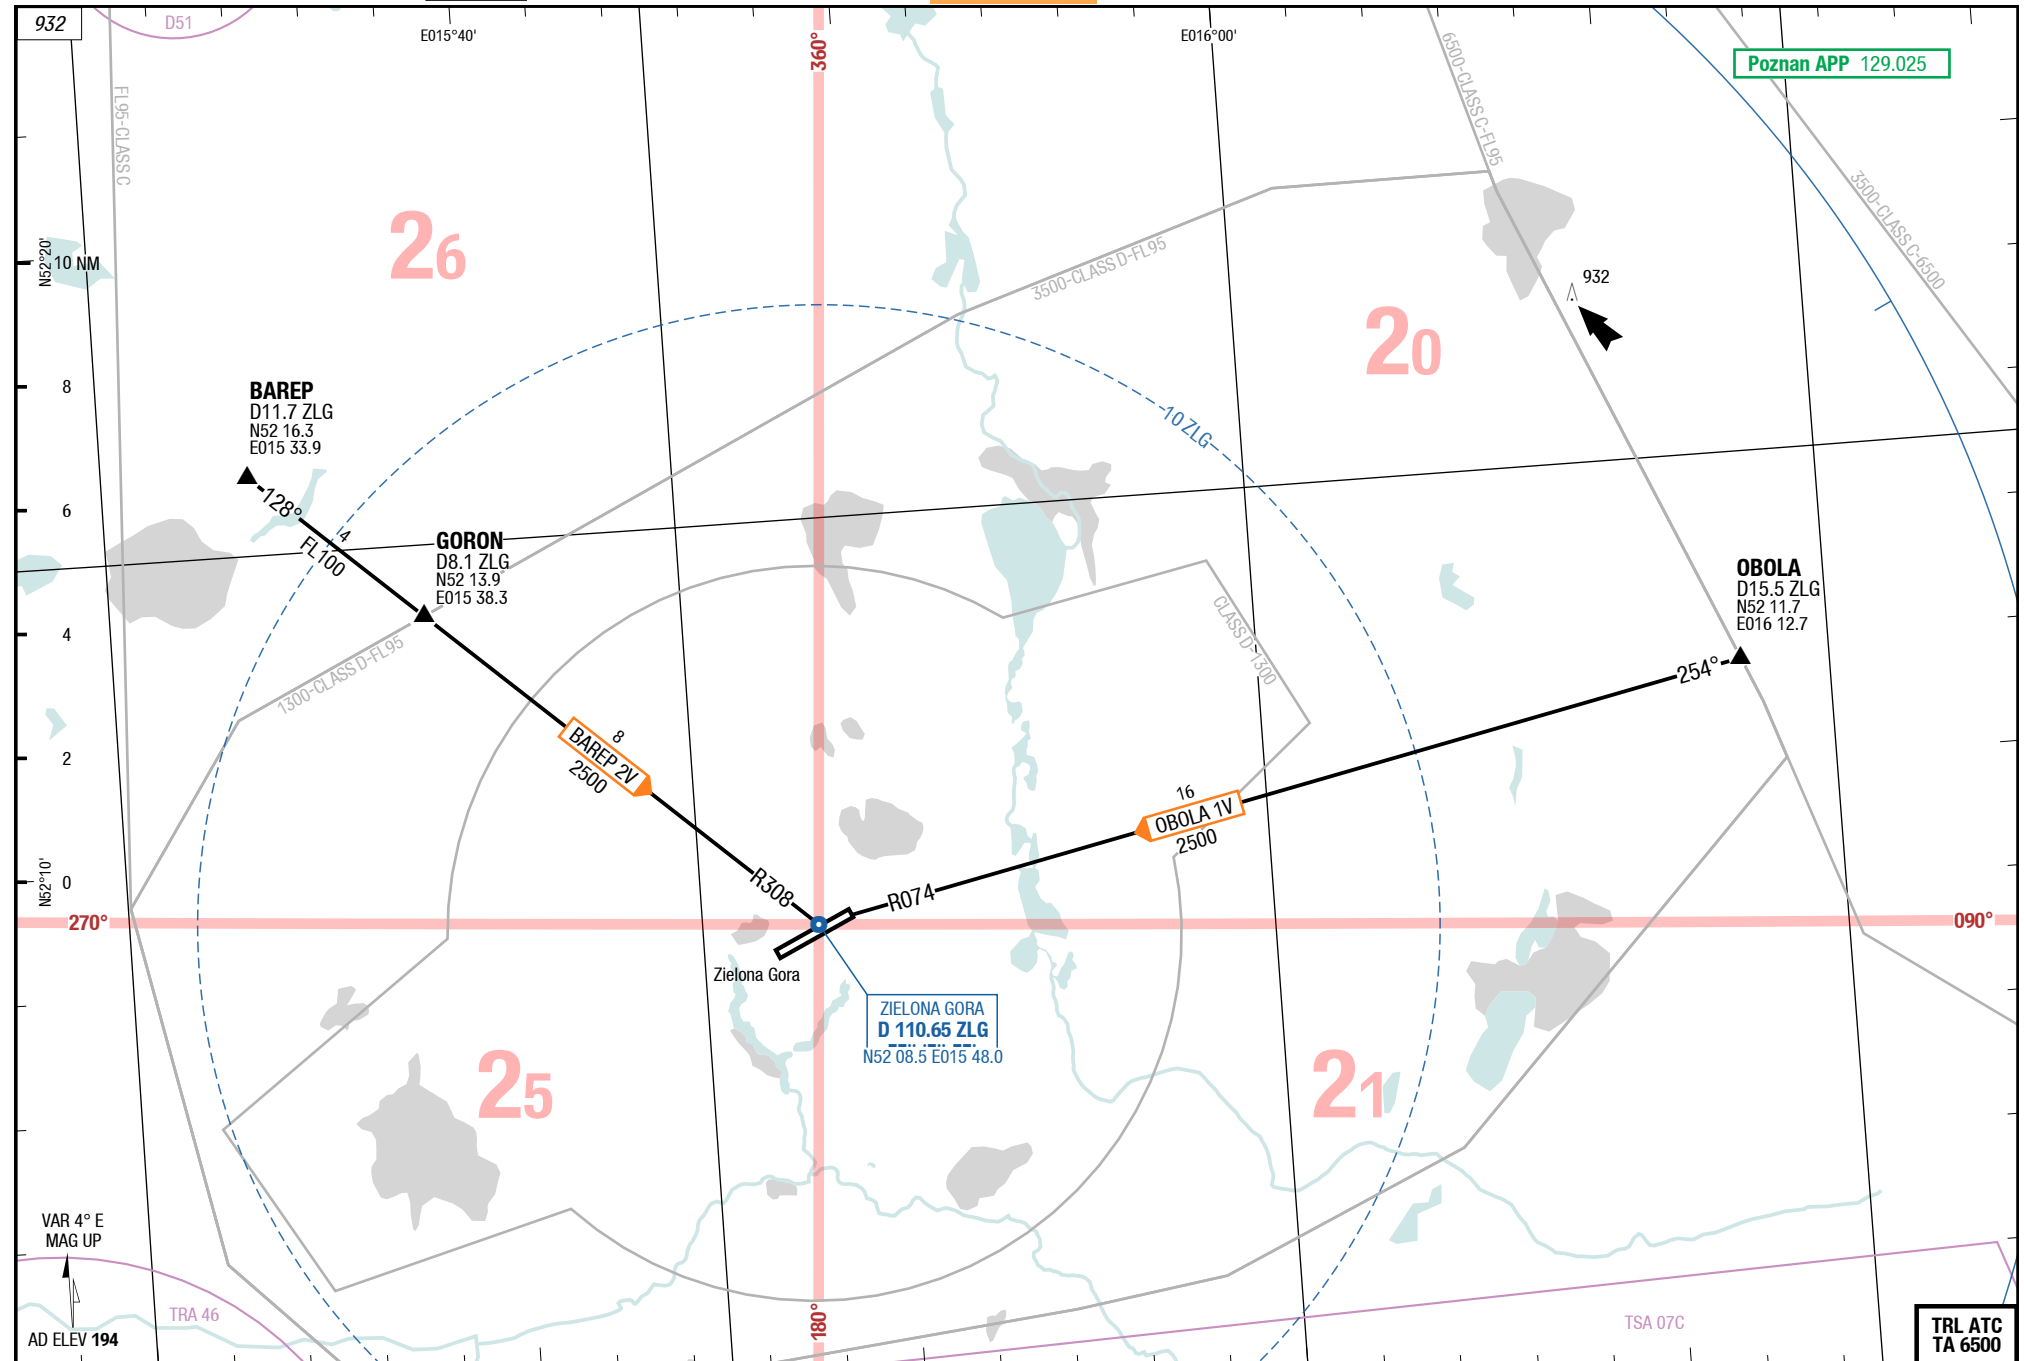 932
D51
E015°40'
360°
E016°00'
6500-CLASS C-FL95
Poznan APP 129.025
FL95-CLASS C
3500-CLASS C-6500
N52°20'
10 NM
26
3500-CLASS D-FL95
932
20
8
BAREP
D11.7 ZLG
N52 16.3
E015 33.9
10 ZLG
128°
6
4
FL100
GORON
D8.1 ZLG
N52 13.9
E015 38.3
OBOLA
D15.5 ZLG
N52 11.7
E016 12.7
4
1300-CLASS D-FL95
CLASS D-1300
254°
2
8
BAREP 2V
2500
16
OBOLA 1V
2500
N52°10'
0
R308
R074
270°
090°
Zielona Gora
ZIELONA GORA
D 110.65 ZLG
N52 08.5 E015 48.0
25
21
VAR 4° E
MAG UP
TRA 46
AD ELEV 194
180°
TSA 07C
TRL ATC
TA 6500